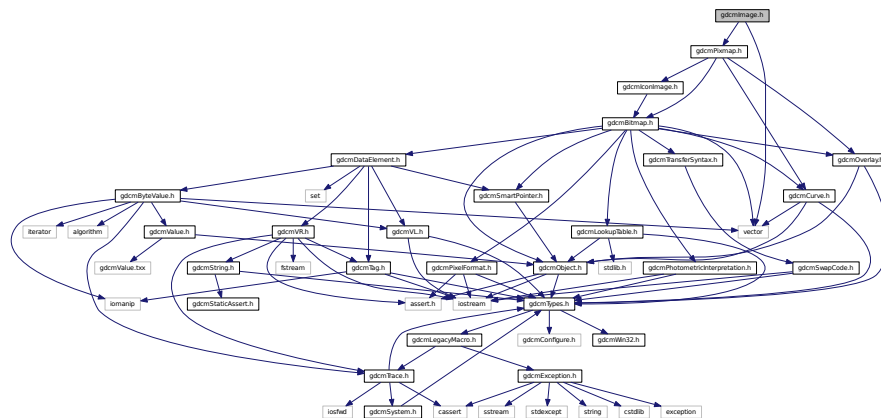 gdcmImage.h
gdcmPixmap.h
gdcmIconImage.h
gdcmBitmap.h
gdcmDataElement.h
gdcmTransferSyntax.h
gdcmOverlay.h
gdcmByteValue.h
set
gdcmSmartPointer.h
gdcmCurve.h
iterator
algorithm
gdcmValue.h
gdcmVR.h
gdcmVL.h
gdcmLookupTable.h
vector
gdcmValue.txx
gdcmString.h
fstream
gdcmTag.h
gdcmPixelFormat.h
gdcmObject.h
stdlib.h
gdcmPhotometricInterpretation.h
gdcmSwapCode.h
iomanip
gdcmStaticAssert.h
assert.h
iostream
gdcmTypes.h
gdcmLegacyMacro.h
gdcmConfigure.h
gdcmWin32.h
gdcmTrace.h
gdcmException.h
iosfwd
gdcmSystem.h
cassert
sstream
stdexcept
string
cstdlib
exception